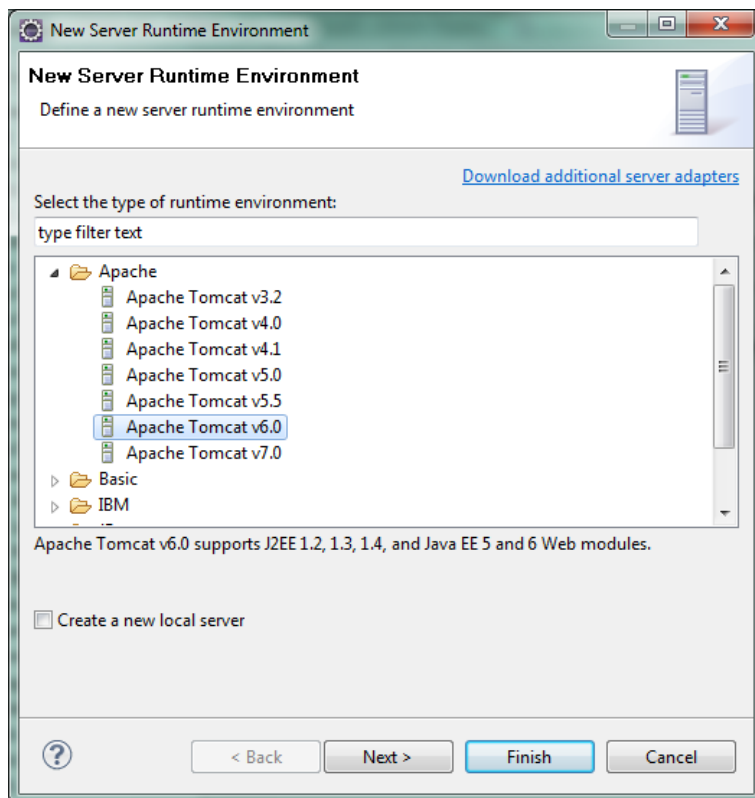 New Server Runtime Environment
New Server Runtime Environment
Define a new server runtime environment
Download additional server adapters
Select the type of runtime environment:
type filter text
Apache
Apache Tomcat v3.2
Apache Tomcat v4.0
Apache Tomcat v4.1
Apache Tomcat v5.0
Apache Tomcat v5.5
Apache Tomcat v6.0
Apache Tomcat v7.0
Basic
IBM
Apache Tomcat v6.0 supports J2EE 1.2, 1.3, 1.4, and Java EE 5 and 6 Web modules.
Create a new local server
? < Back Next > Finish Cancel